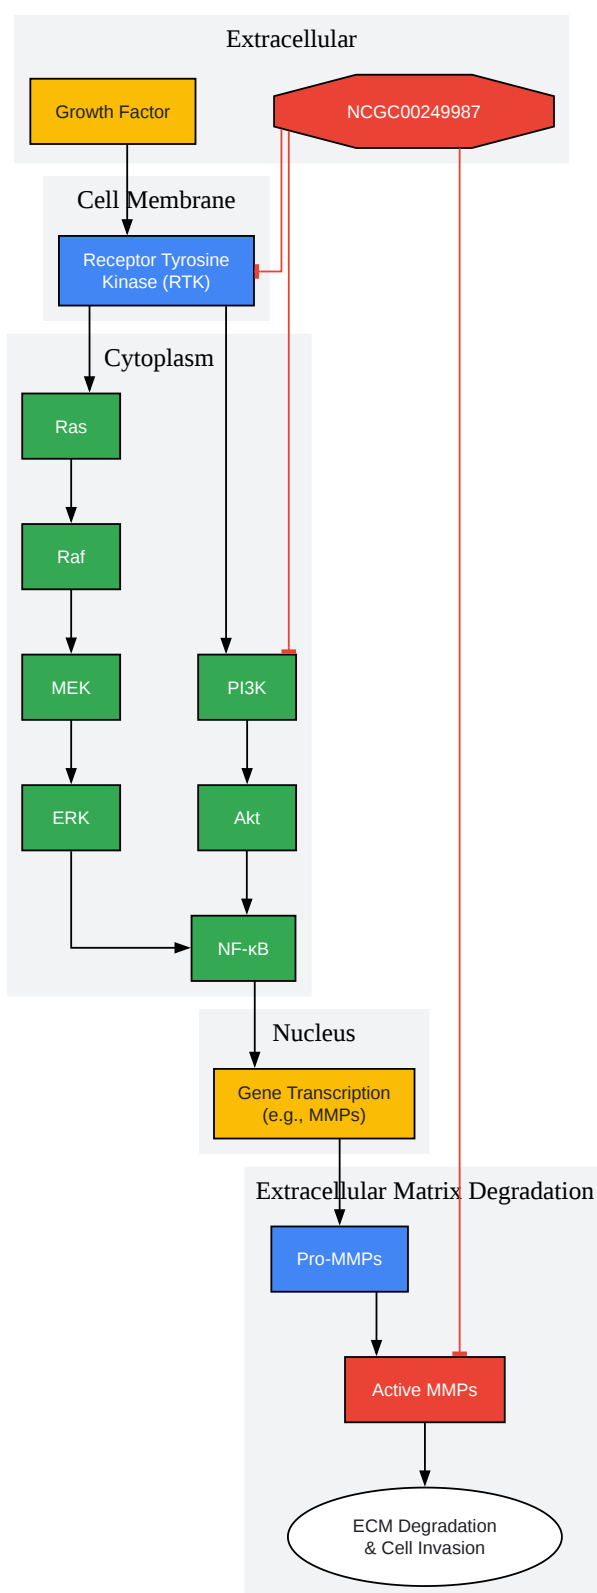 Extracellular
Growth Factor
NCGC00249987
Cell Membrane
Receptor Tyrosine
Kinase (RTK)
Cytoplasm
Ras
Raf
MEK
PI3K
ERK
Akt
NF-κB
Nucleus
Gene Transcription
(e.g., MMPs)
Extracellular Matrix Degradation
Pro-MMPs
Active MMPs
ECM Degradation
& Cell Invasion